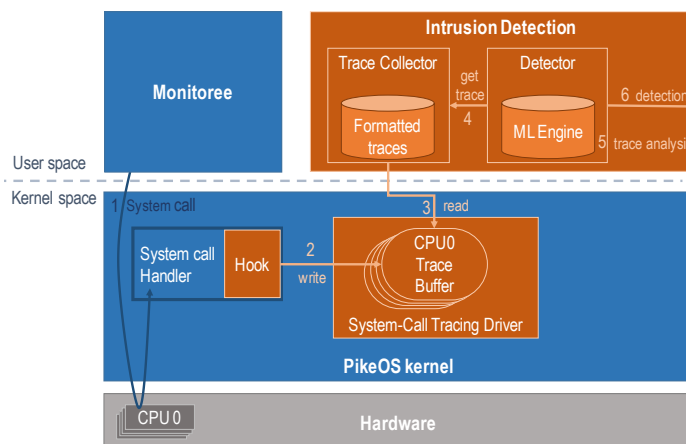 Intrusion Detection
Monitoree
Trace Collector
Formatted
traces
get
trace
4
Detector
ML Engine
6 detection
5 trace analysis
User space
Kernel space
1 System call
System call
Handler
Hook
2
write
3 read
CPU0
Trace
Buffer
System-Call Tracing Driver
PikeOS kernel
CPU 0
Hardware